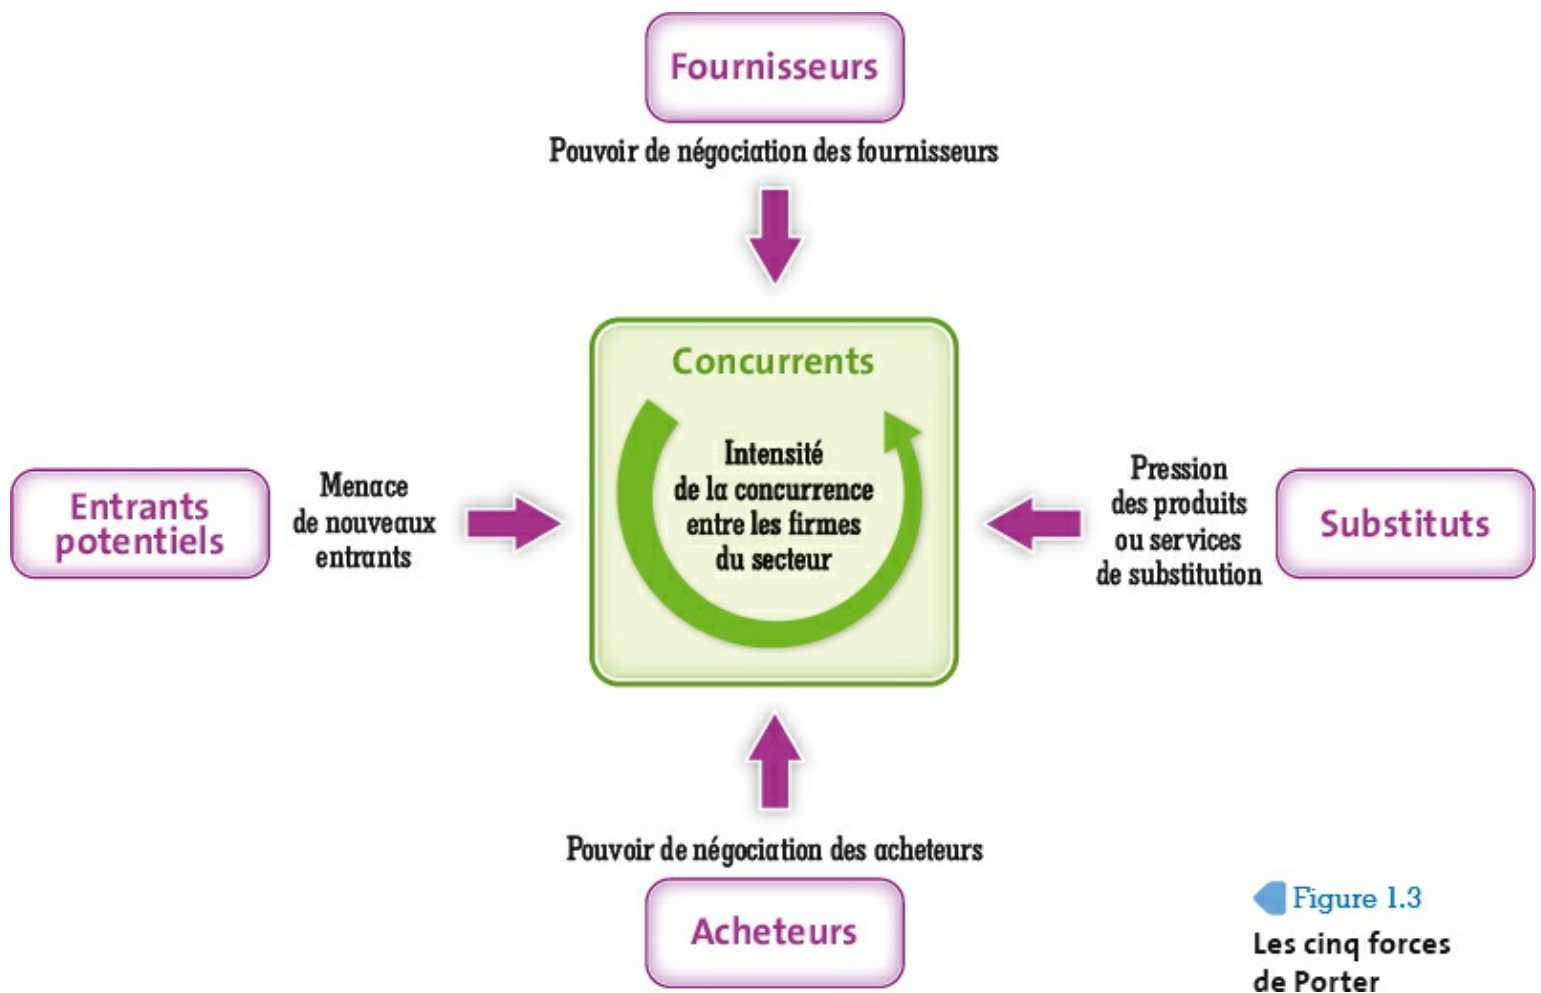 Fournisseurs
Pouvoir de négociation des fournisseurs
Concurrents
Intensité
de la concurrence
entre les firmes
du secteur
Entrants
potentiels
Menace
de nouveaux
entrants
Pression
des produits
ou services
de substitution
Substituts
Pouvoir de négociation des acheteurs
Acheteurs
Figure 1.3
Les cinq forces
de Porter